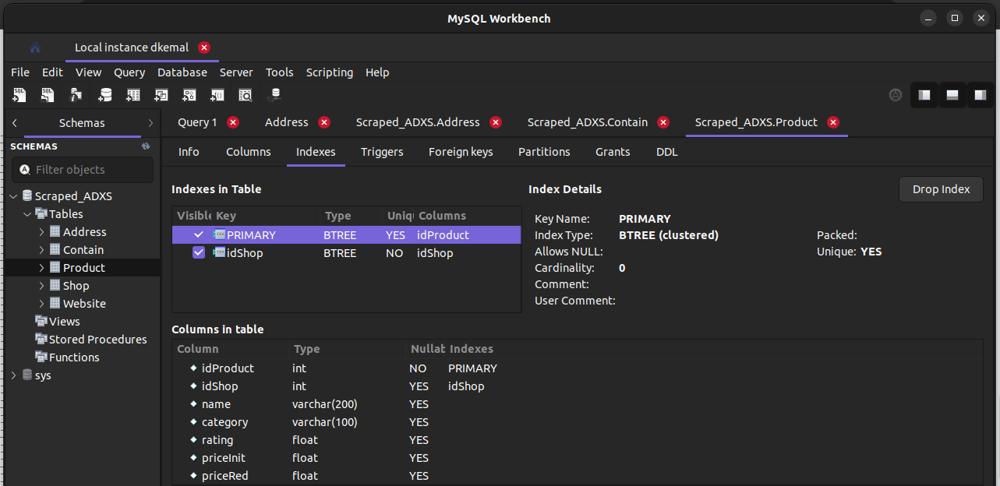 MySQL Workbench
Local instance dkemal
File Edit View Query Database Server Tools Scripting Help
Schemas
SCHEMAS
Filter objects
Scraped_ADXS
Tables
Address
Contain
Product
Shop
Website
Views
Stored Procedures
Functions
sys
Query 1 Address Scraped_ADXS.Address Scraped_ADXS.Contain Scraped_ADXS.Product
Info Columns Indexes Triggers Foreign keys Partitions Grants DDL
Indexes in Table
Visible Key Type Uniq Columns
PRIMARY BTREE YES idProduct
idShop BTREE NO idShop
Index Details
Drop Index
Key Name: PRIMARY
Index Type: BTREE (clustered) Packed:
Allows NULL: Unique: YES
Cardinality: 0
Comment:
User Comment:
Columns in table
Column Type Nullab Indexes
idProduct int NO PRIMARY
idShop int YES idShop
name varchar(200) YES
category varchar(100) YES
rating float YES
priceInit float YES
priceRed float YES